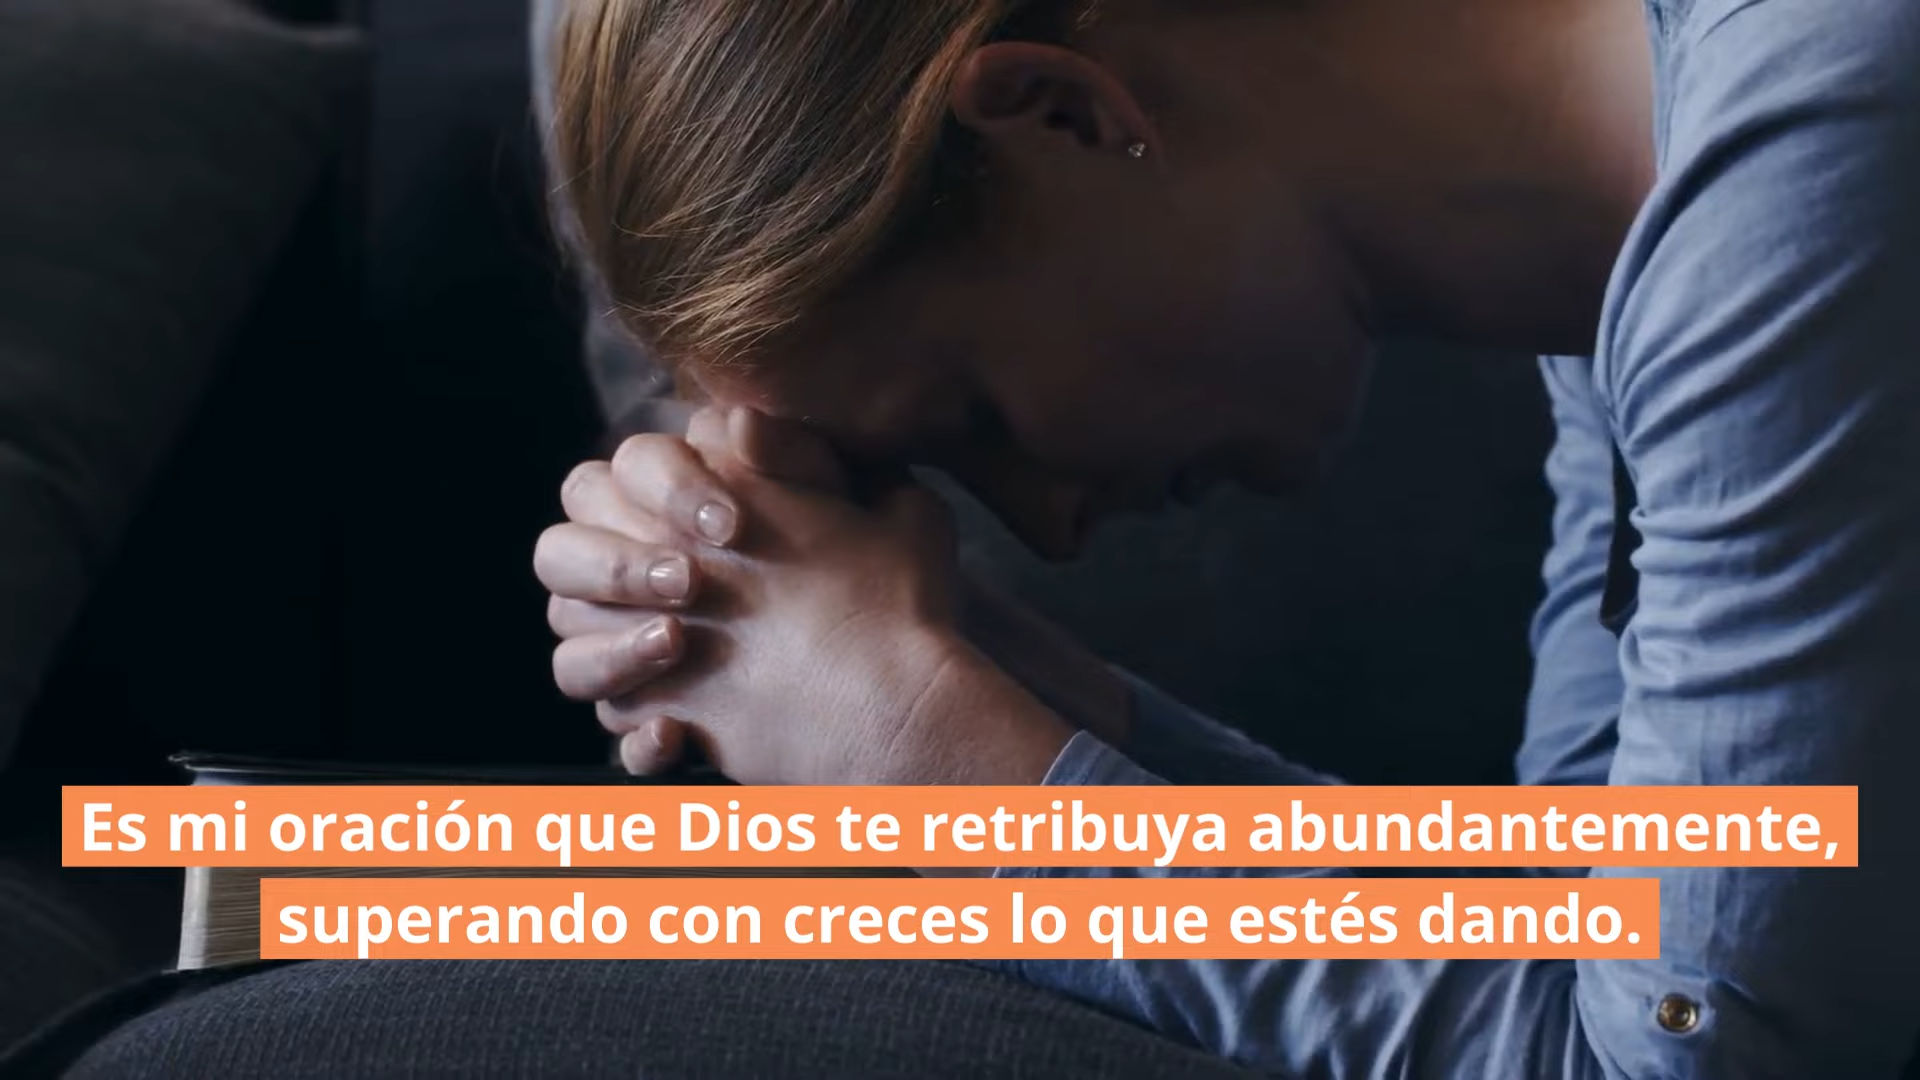 Es mi oración que Dios te retribuya abundantemente,
superando con creces lo que estés dando.